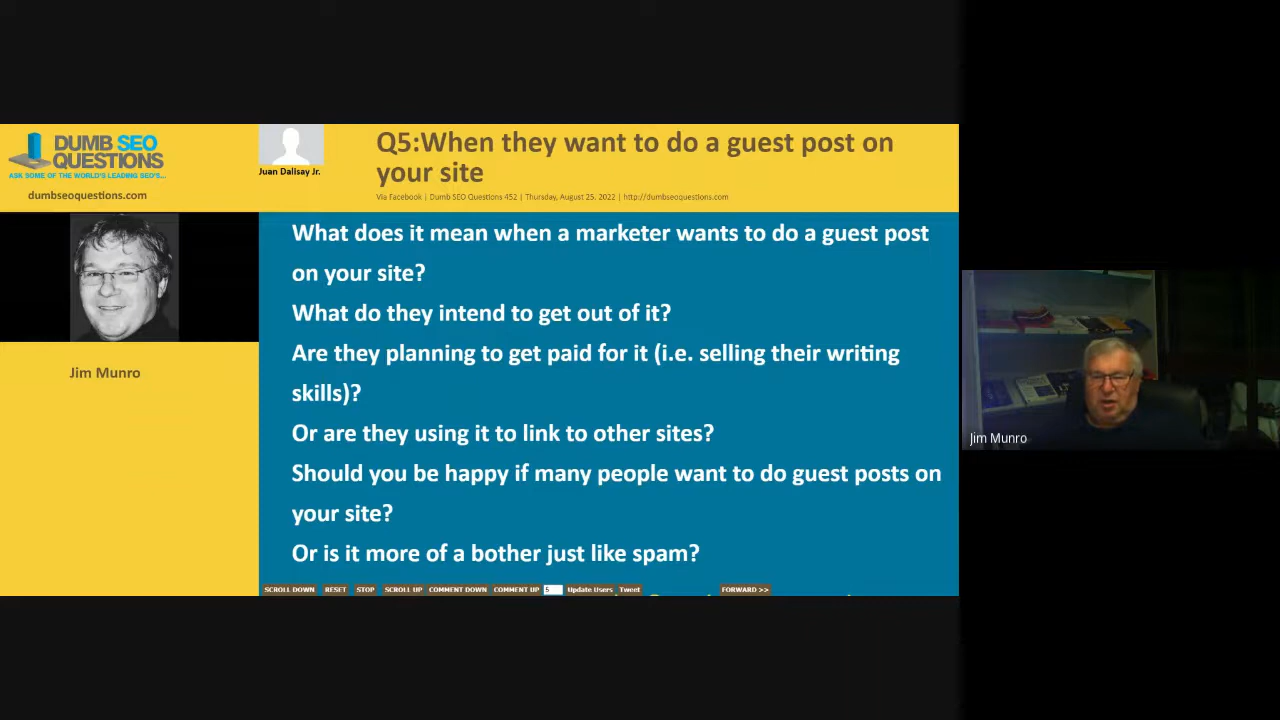 DUMB SEO
QUESTIONS
ASK SOME OF THE WORLD'S LEADING SEO'S...
dumbseoquestions.com
Juan Dalisay Jr.
Q5:When they want to do a guest post on
your site
Via Facebook | Dumb SEO Questions 452 | Thursday, August 25, 2022 | http://dumbseoquestions.com
Jim Munro
What does it mean when a marketer wants to do a guest post
on your site?
What do they intend to get out of it?
Are they planning to get paid for it (i.e. selling their writing
skills)?
Or are they using it to link to other sites?
Should you be happy if many people want to do guest posts on
your site?
Or is it more of a bother just like spam?
SCROLL DOWN RESET STOP SCROLL UP COMMENT DOWN COMMENT UP 5 Update Users Tweet FORWARD >>
Jim Munro